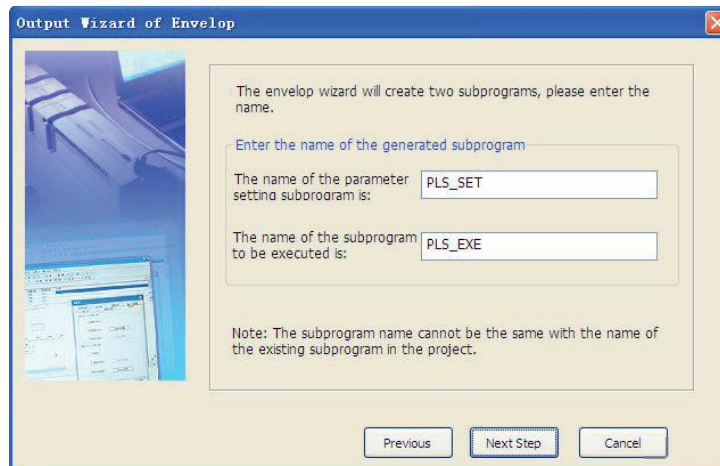 Output Wizard of Envelop
The envelop wizard will create two subprograms, please enter the
name.
Enter the name of the generated subprogram
The name of the parameter
setting subprogram is:
PLS_SET
The name of the subprogram
to be executed is:
PLS_EXE
Note: The subprogram name cannot be the same with the name of
the existing subprogram in the project.
Previous
Next Step
Cancel